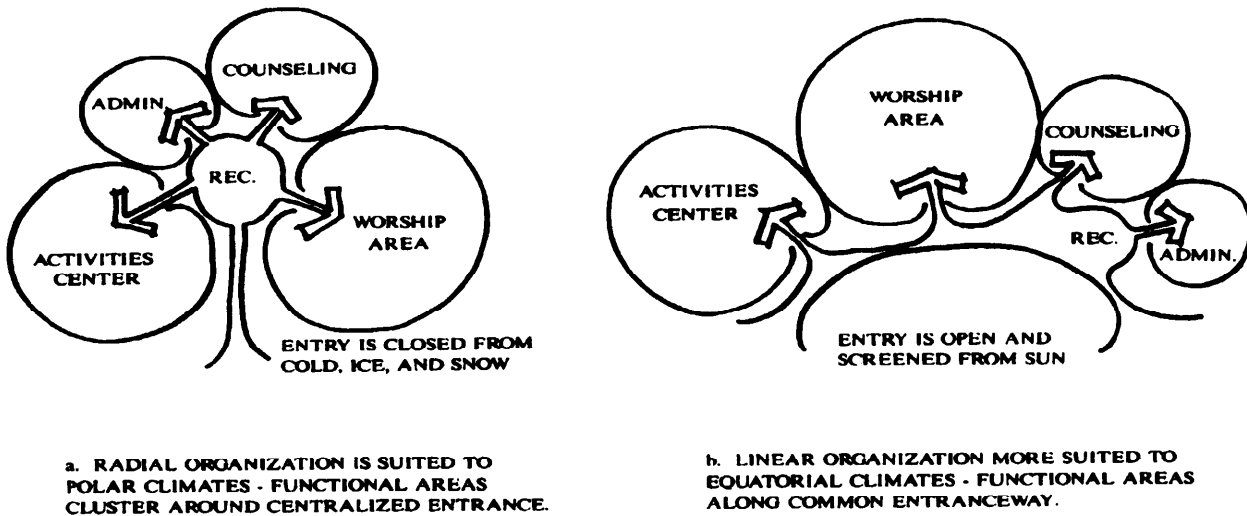 COUNSELING
ADMIN.
REC.
WORSHIP
AREA
ACTIVITIES
CENTER
ENTRY IS CLOSED FROM
COLD, ICE, AND SNOW
a. RADIAL ORGANIZATION IS SUITED TO
POLAR CLIMATES - FUNCTIONAL AREAS
CLUSTER AROUND CENTRALIZED ENTRANCE.
WORSHIP
AREA
COUNSELING
ACTIVITIES
CENTER
REC.
ADMIN.
ENTRY IS OPEN AND
SCREENED FROM SUN
b. LINEAR ORGANIZATION MORE SUITED TO
EQUATORIAL CLIMATES - FUNCTIONAL AREAS
ALONG COMMON ENTRANCEWAY.